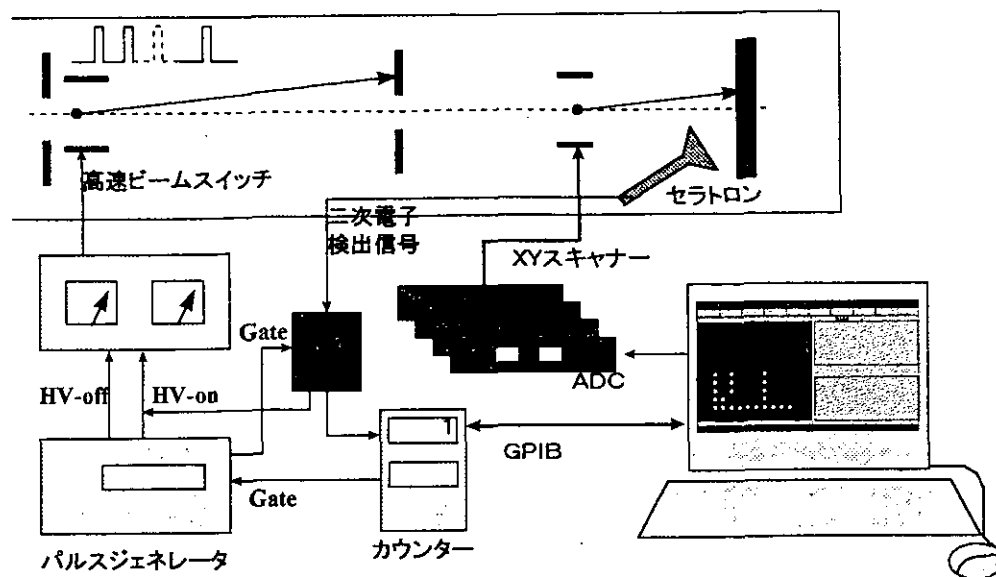 高速ビームスイッチ
セラトロン
二次電子
検出信号
XYスキャナー
Gate
ADC
HV-off
HV-on
1
GPIB
Gate
パルスジェネレータ
カウンター